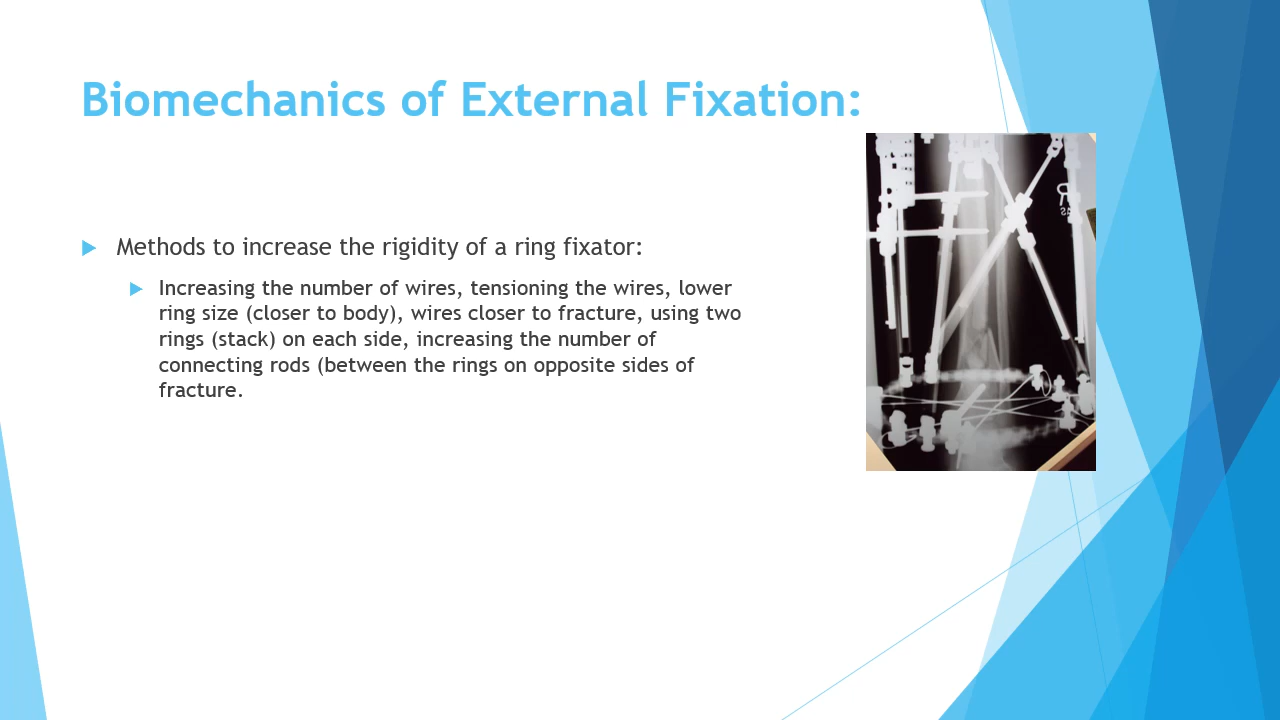 Biomechanics of External Fixation:
Methods to increase the rigidity of a ring fixator:
Increasing the number of wires, tensioning the wires, lower
ring size (closer to body), wires closer to fracture, using two
rings (stack) on each side, increasing the number of
connecting rods (between the rings on opposite sides of
fracture.